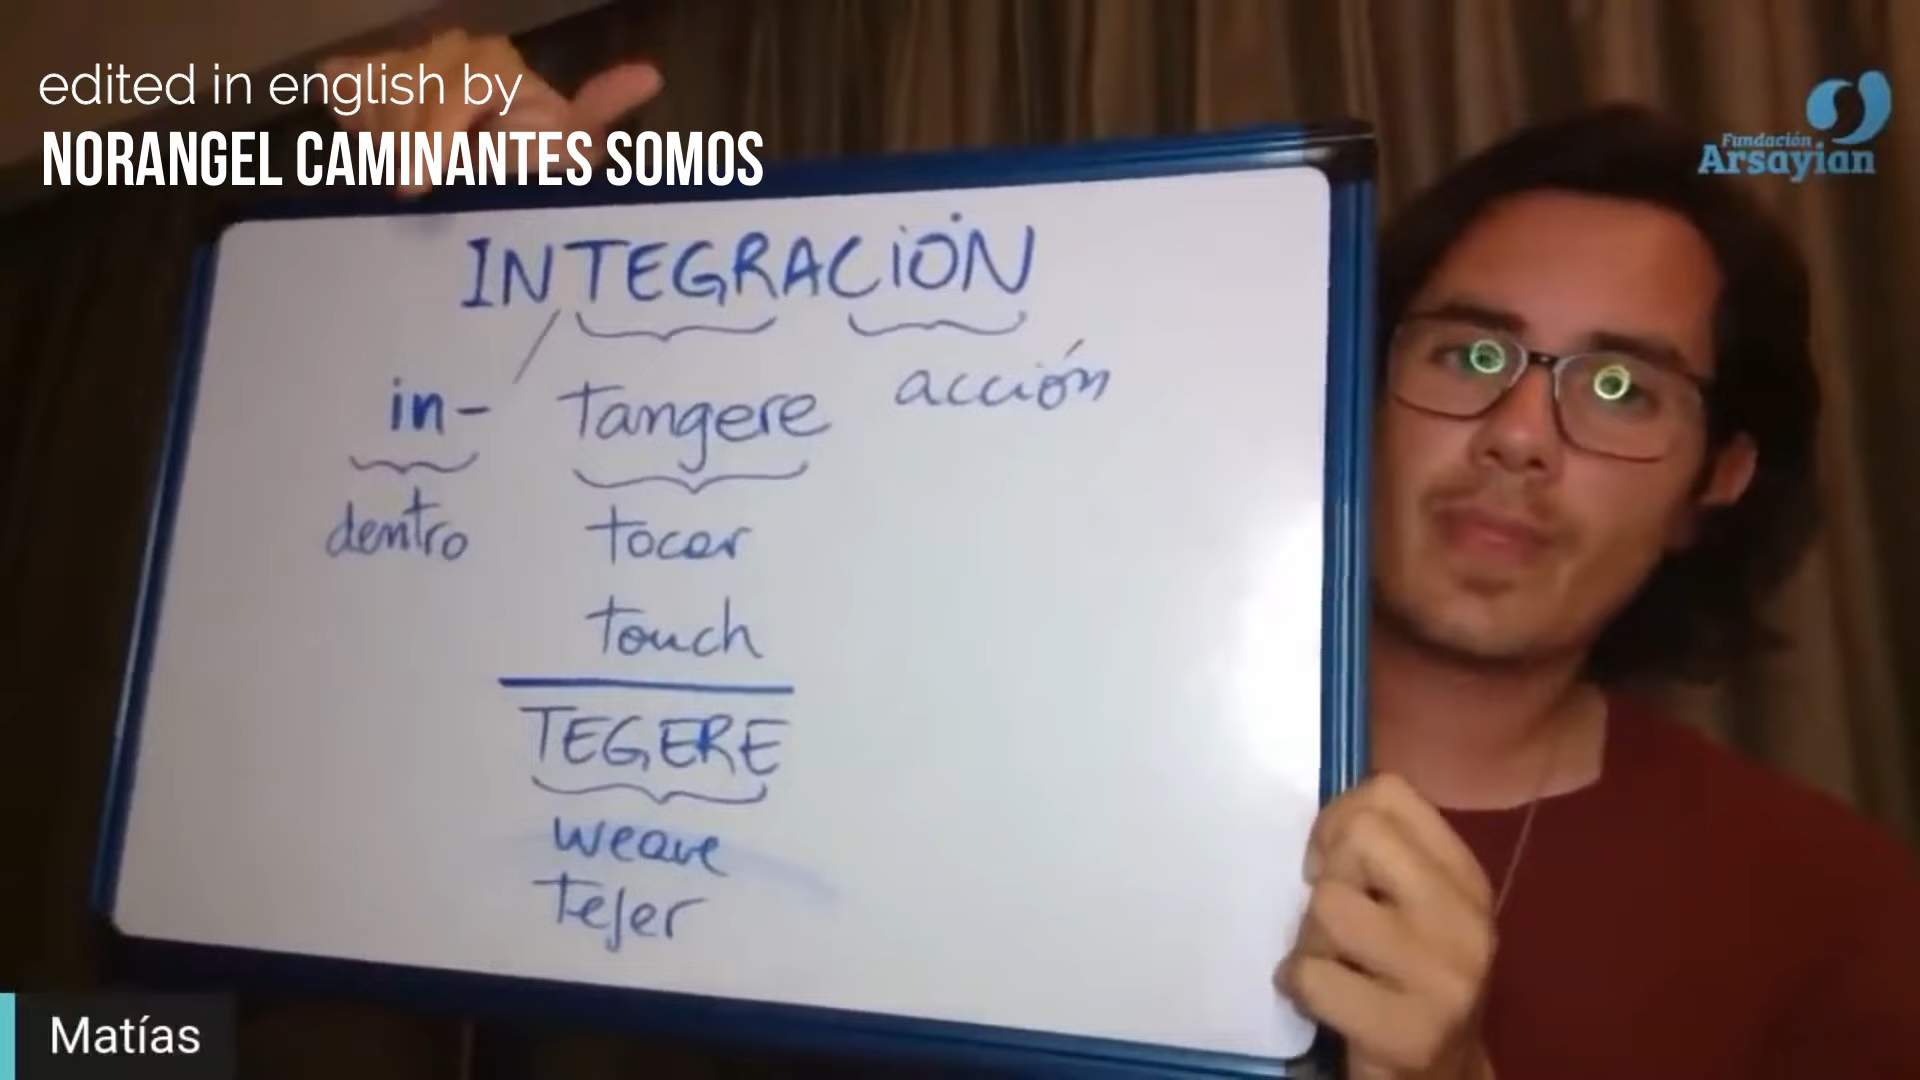 edited in english by
NORANGEL CAMINANTES SOMOS
Fundación
Arsayian
INTEGRACIÓN
in- tangere acción
dentro tocar
touch
TEGERE
weave
Tejer
Matías